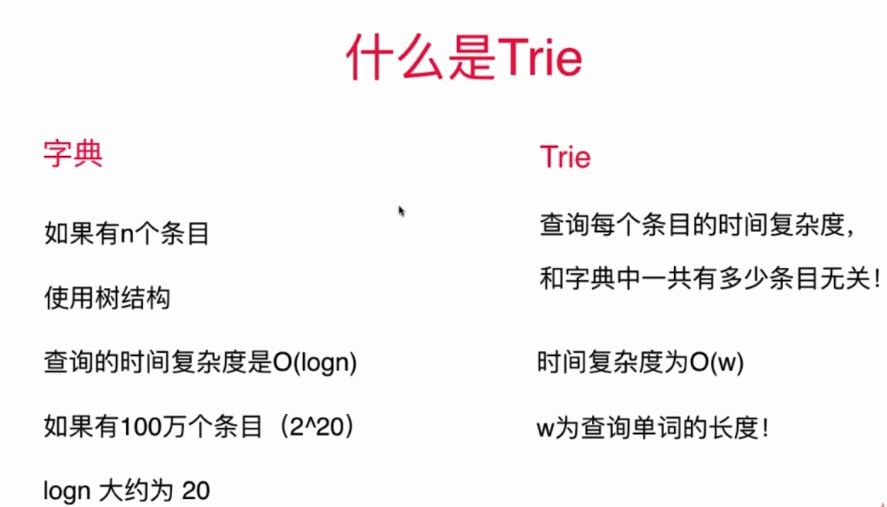 什么是Trie
字典
如果有n个条目
使用树结构
查询的时间复杂度是O(logn)
如果有100万个条目（2^20）
logn 大约为 20
Trie
查询每个条目的时间复杂度，
和字典中一共有多少条目无关！
时间复杂度为O(w)
w为查询单词的长度！